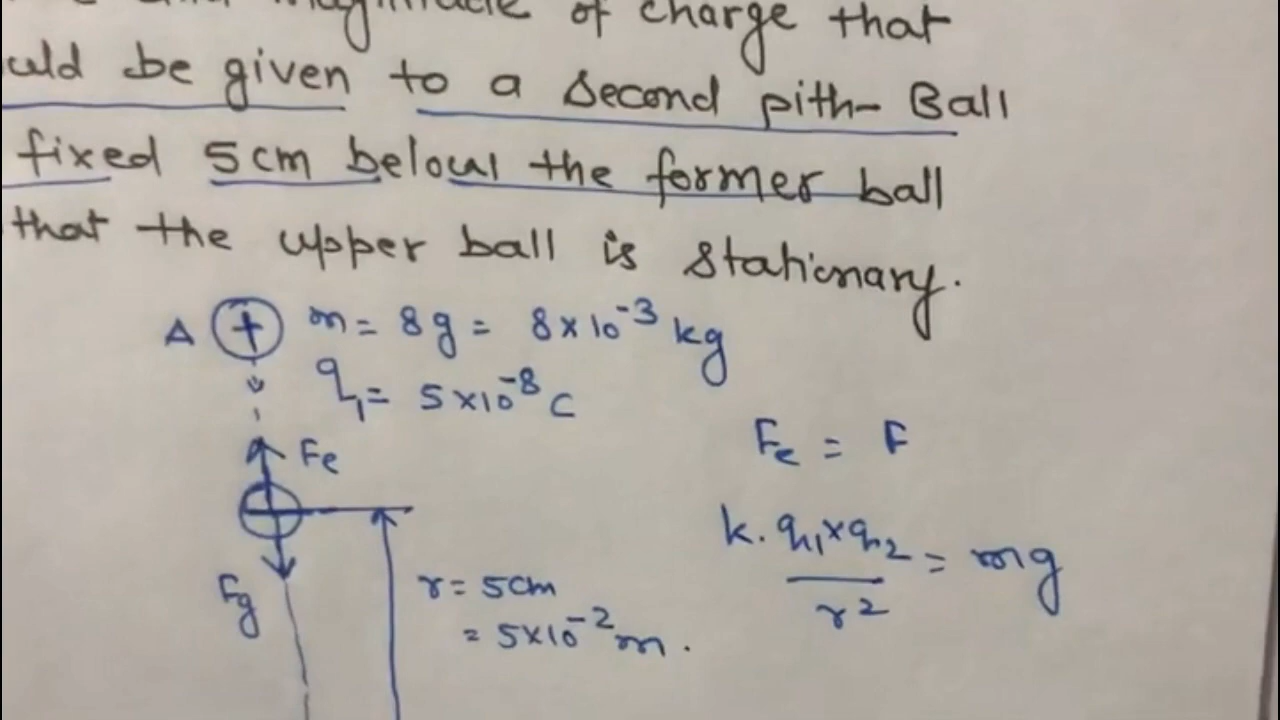 of charge that
be given to a second pith- Ball
fixed 5cm below the former ball
that the upper ball is stationary.
A + m = 8g = 8×10⁻³ kg
q₁ = 5×10⁻⁸ C
Fe
Fe = F
k. q₁×q₂ / r² = mg
Fg
r = 5cm
= 5×10⁻² m.